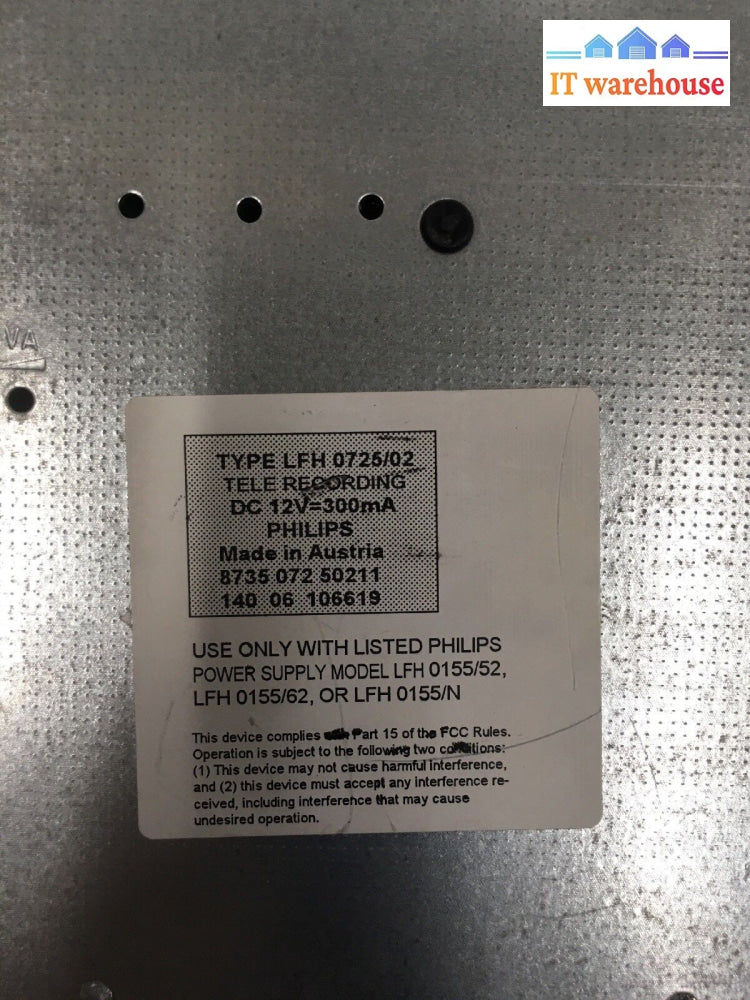 IT warehouse
VA
TYPE LFH 0725/02
TELE RECORDING
DC 12V=300mA
PHILIPS
Made in Austria
8735 072 50211
140 06 106619
USE ONLY WITH LISTED PHILIPS
POWER SUPPLY MODEL LFH 0155/52,
LFH 0155/62, OR LFH 0155/N
This device complies with Part 15 of the FCC Rules.
Operation is subject to the following two conditions:
(1) This device may not cause harmful interference,
and (2) this device must accept any interference re-
ceived, including interference that may cause
undesired operation.